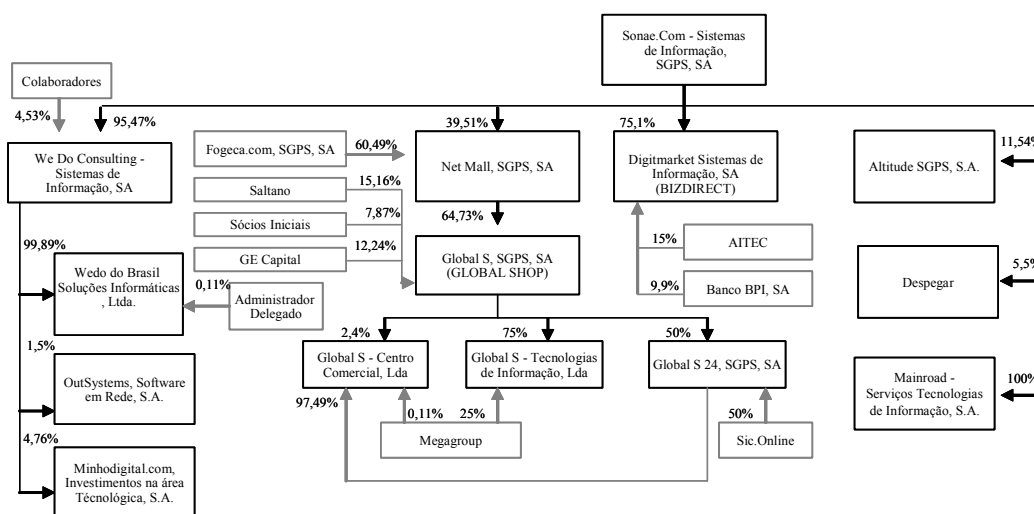 Sonae.Com - Sistemas
de Informação,
SGPS, SA
Colaboradores
4,53%
95,47%
39,51%
75,1%
11,54%
We Do Consulting -
Sistemas de
Informação, SA
Fogeca.com, SGPS, SA
60,49%
Net Mall, SGPS, SA
Digitmarket Sistemas de
Informação, SA
(BIZDIRECT)
Altitude SGPS, S.A.
Saltano
15,16%
64,73%
Sócios Iniciais
7,87%
GE Capital
12,24%
Global S, SGPS, SA
(GLOBAL SHOP)
15%
AITEC
9,9%
Banco BPI, SA
5,5%
Despegar
99,89%
Wedo do Brasil
Soluções Informáticas
, Ltda.
0,11%
Administrador
Delegado
2,4%
75%
50%
Global S - Centro
Comercial, Lda
Global S - Tecnologias
de Informação, Lda
Global S 24, SGPS, SA
Mainroad -
Serviços Tecnologias
de Informação, S.A.
100%
1,5%
OutSystems, Software
em Rede, S.A.
97,49%
0,11%
25%
50%
Megagroup
Sic.Online
4,76%
Minhodigital.com,
Investimentos na área
Técnológica, S.A.